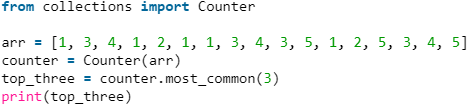 from collections import Counter
arr = [1, 3, 4, 1, 2, 1, 1, 3, 4, 3, 5, 1, 2, 5, 3, 4, 5]
counter = Counter(arr)
top_three = counter.most_common(3)
print(top_three)